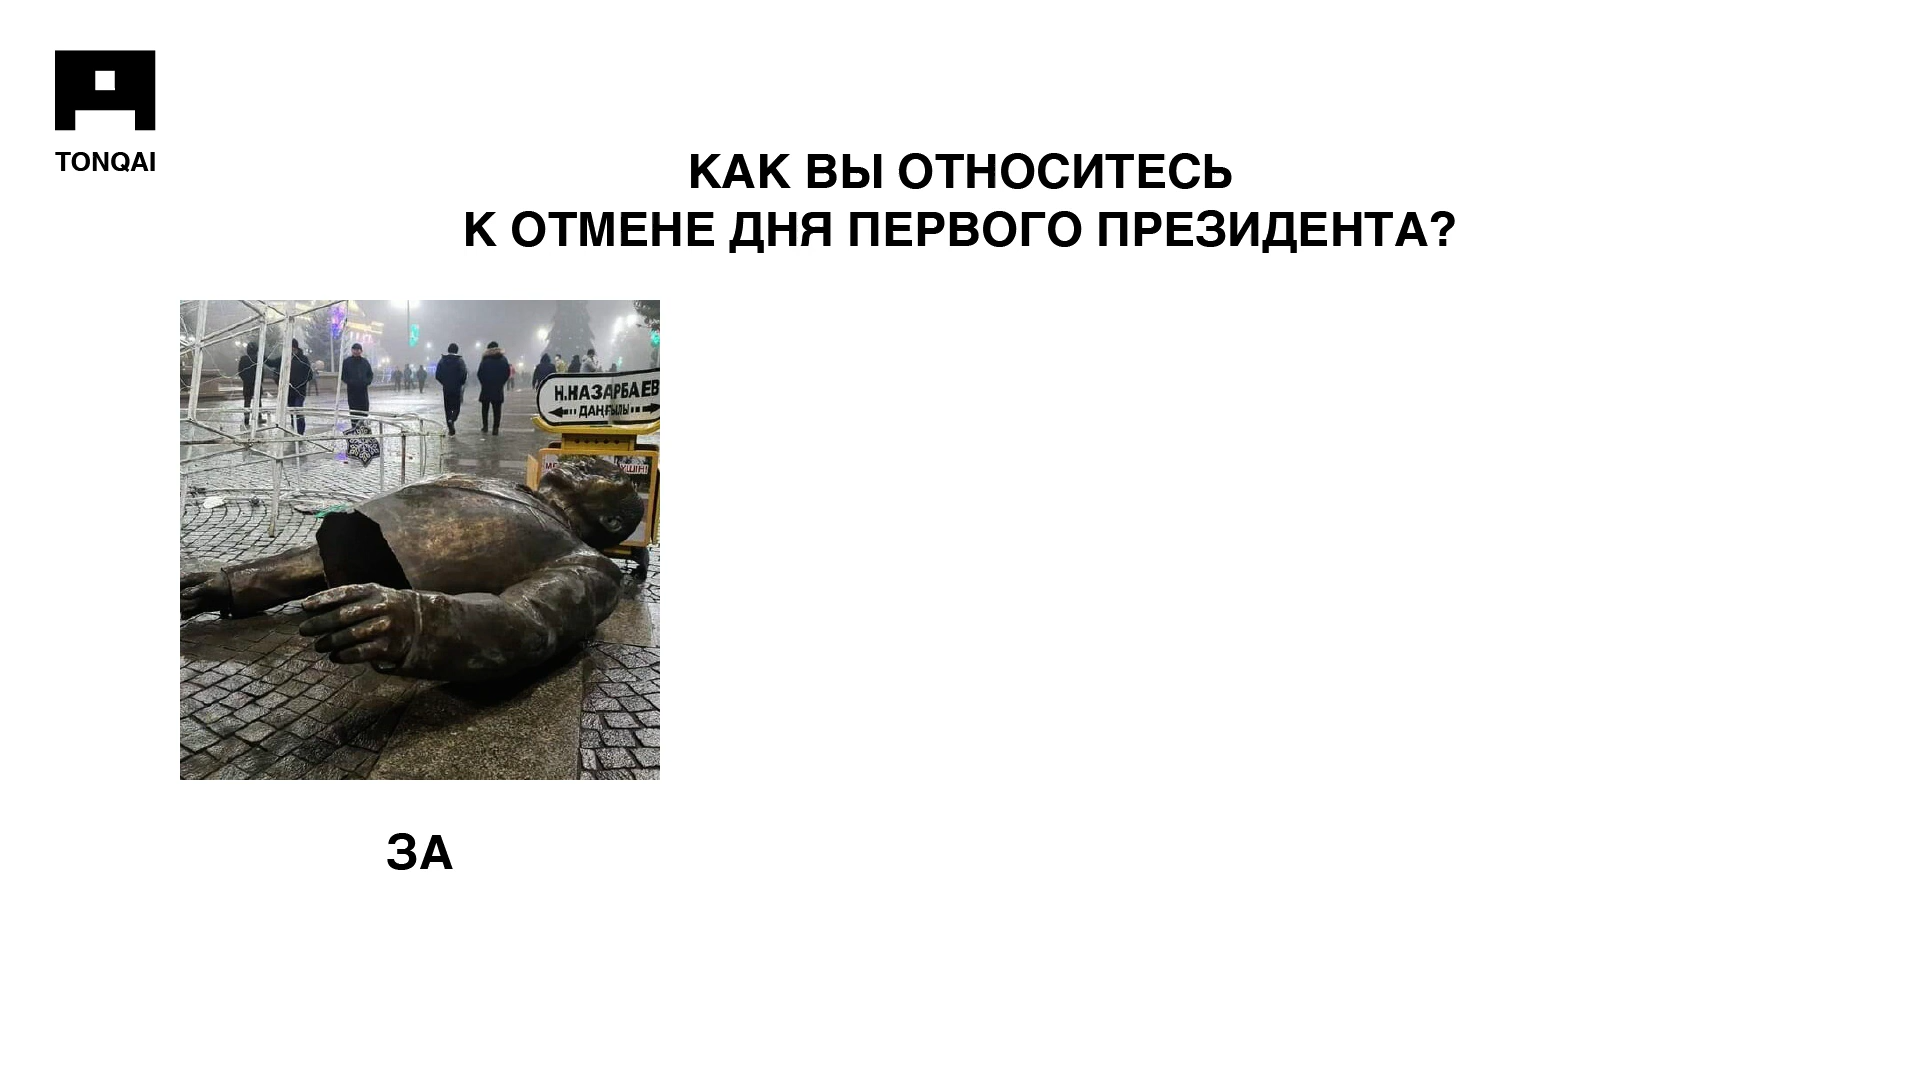 TONQAI
КАК ВЫ ОТНОСИТЕСЬ
К ОТМЕНЕ ДНЯ ПЕРВОГО ПРЕЗИДЕНТА?
Н.НАЗАРБАЕВ
ДАҢҒЫЛЫ
ЗА